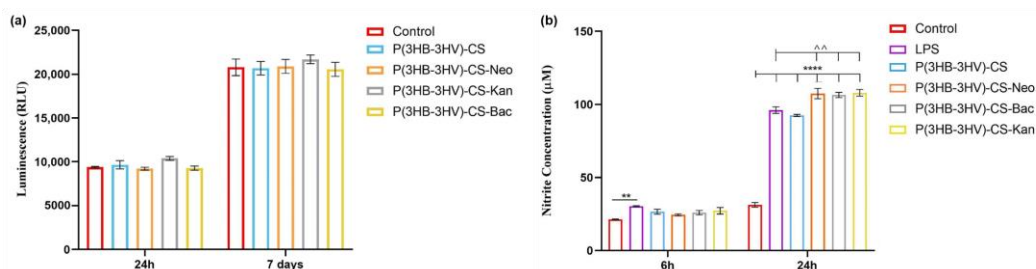 (a)
Luminescence (RLU)
25,000
20,000
15,000
10,000
5000
0
24h
7 days
Control
P(3HB-3HV)-CS
P(3HB-3HV)-CS-Neo
P(3HB-3HV)-CS-Kan
P(3HB-3HV)-CS-Bac
(b)
Nitrite Concentration (μM)
150
100
50
0
**
^^
****
6h
24h
Control
LPS
P(3HB-3HV)-CS
P(3HB-3HV)-CS-Neo
P(3HB-3HV)-CS-Bac
P(3HB-3HV)-CS-Kan